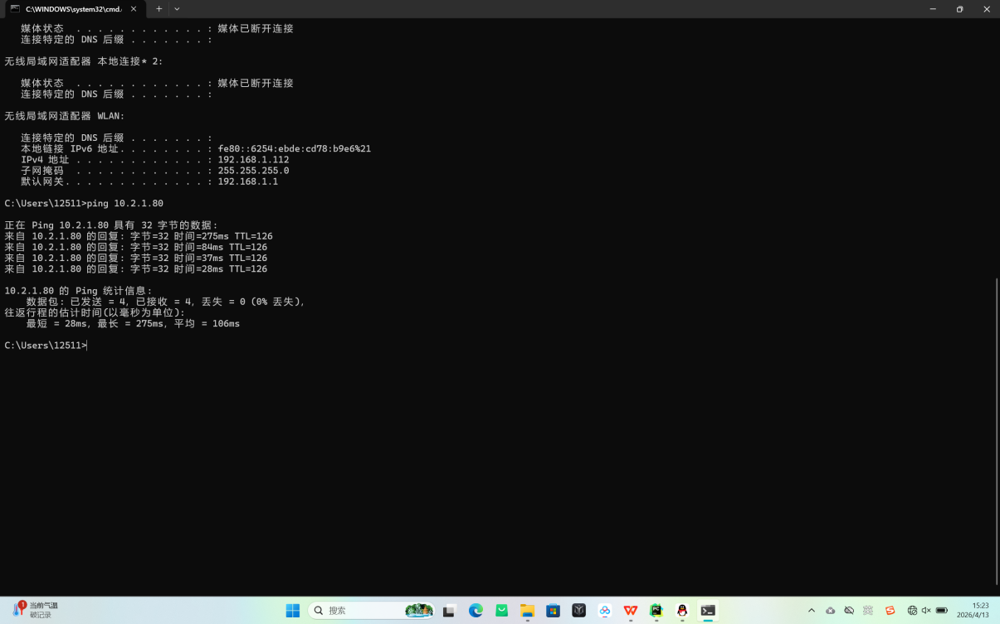 C:\WINDOWS\system32\cmd.
媒体状态 . . . . . . . . . . . . : 媒体已断开连接
连接特定的 DNS 后缀 . . . . . . . :
无线局域网适配器 本地连接* 2:
媒体状态 . . . . . . . . . . . . : 媒体已断开连接
连接特定的 DNS 后缀 . . . . . . . :
无线局域网适配器 WLAN:
连接特定的 DNS 后缀 . . . . . . . :
本地链接 IPv6 地址. . . . . . . . : fe80::6254:ebde:cd78:b9e6%21
IPv4 地址 . . . . . . . . . . . . : 192.168.1.112
子网掩码 . . . . . . . . . . . . : 255.255.255.0
默认网关. . . . . . . . . . . . . : 192.168.1.1
C:\Users\12511>ping 10.2.1.80
正在 Ping 10.2.1.80 具有 32 字节的数据:
来自 10.2.1.80 的回复: 字节=32 时间=275ms TTL=126
来自 10.2.1.80 的回复: 字节=32 时间=84ms TTL=126
来自 10.2.1.80 的回复: 字节=32 时间=37ms TTL=126
来自 10.2.1.80 的回复: 字节=32 时间=28ms TTL=126
10.2.1.80 的 Ping 统计信息:
数据包: 已发送 = 4, 已接收 = 4, 丢失 = 0 (0% 丢失),
往返行程的估计时间(以毫秒为单位):
最短 = 28ms, 最长 = 275ms, 平均 = 106ms
C:\Users\12511>
1
当前气温
破记录
搜索
PC
15:23
2026/4/13